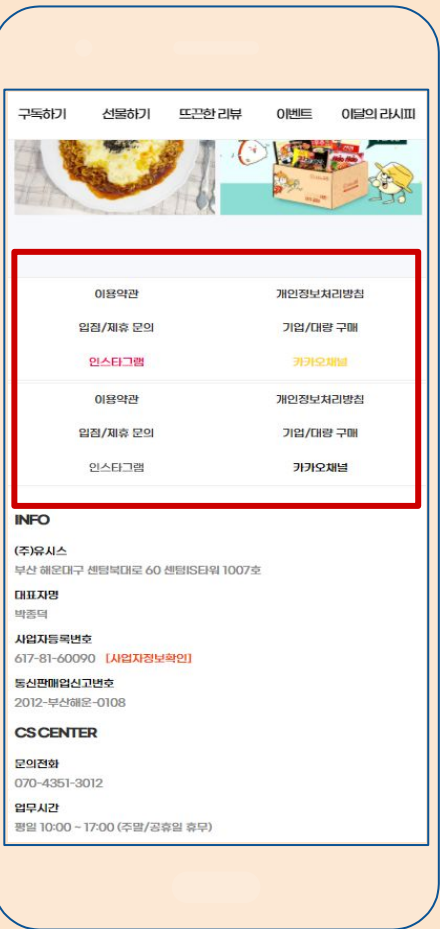 구독하기 선물하기 뜨끈한 리뷰 이벤트 이달의 라시피
이용약관 개인정보처리방침
입점/제휴 문의 기업/대량 구매
인스타그램 카카오채널
이용약관 개인정보처리방침
입점/제휴 문의 기업/대량 구매
인스타그램 카카오채널
INFO
(주)유시스
부산 해운대구 센텀북대로 60 센텀IS타워 1007호
대표자명
박종덕
사업자등록번호
617-81-60090 [사업자정보확인]
통신판매업신고번호
2012-부산해운-0108
CS CENTER
문의전화
070-4351-3012
업무시간
평일 10:00 ~ 17:00 (주말/공휴일 휴무)